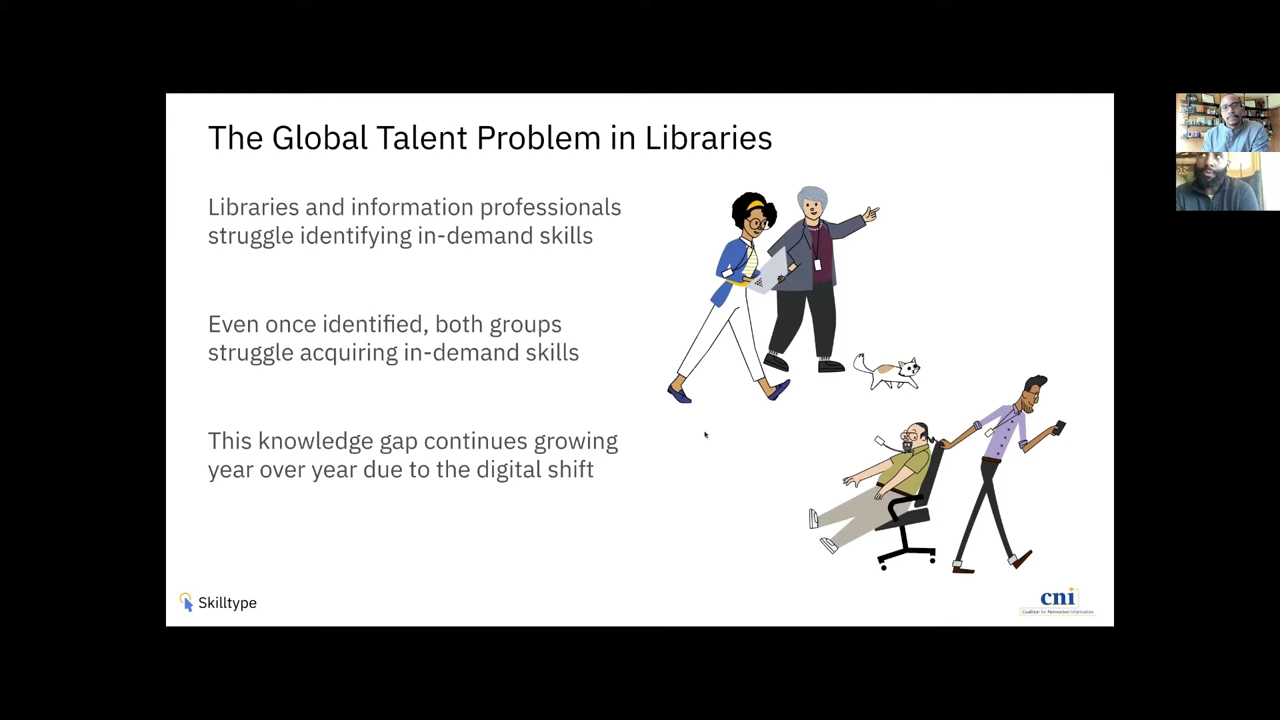 The Global Talent Problem in Libraries
Libraries and information professionals
struggle identifying in-demand skills
Even once identified, both groups
struggle acquiring in-demand skills
This knowledge gap continues growing
year over year due to the digital shift
Skilltype
cni
Coalition for Networked Information